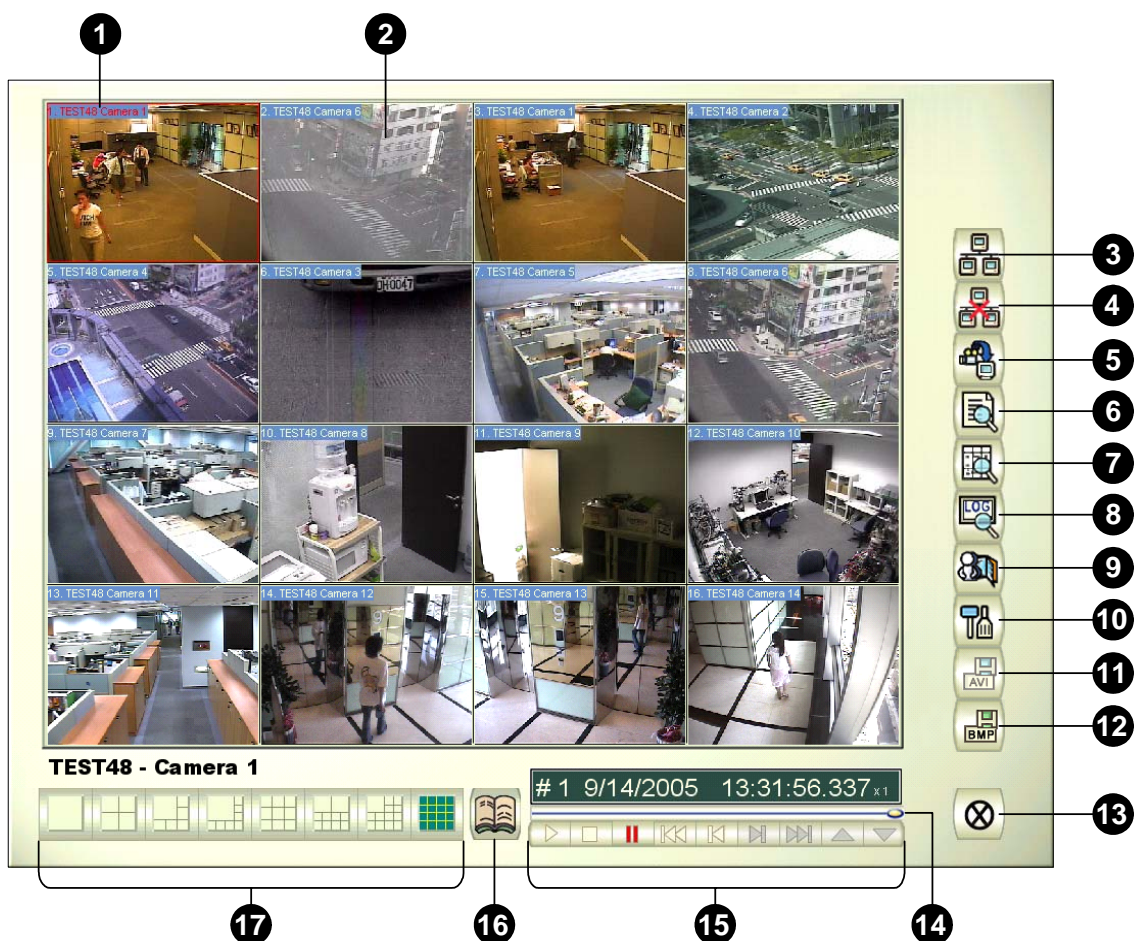 1 2
1. TEST48 Camera 1 2. TEST48 Camera 6 3. TEST48 Camera 1 4. TEST48 Camera 2
5. TEST48 Camera 4 6. TEST48 Camera 3 7. TEST48 Camera 5 8. TEST48 Camera 6
DH0047
9. TEST48 Camera 7 10. TEST48 Camera 8 11. TEST48 Camera 9 12. TEST48 Camera 10
13. TEST48 Camera 11 14. TEST48 Camera 12 15. TEST48 Camera 13 16. TEST48 Camera 14
3
4
5
6
7
LOG 8
9
10
AVI 11
BMP 12
13
TEST48 - Camera 1
# 1 9/14/2005 13:31:56.337 x1
17 16 15 14